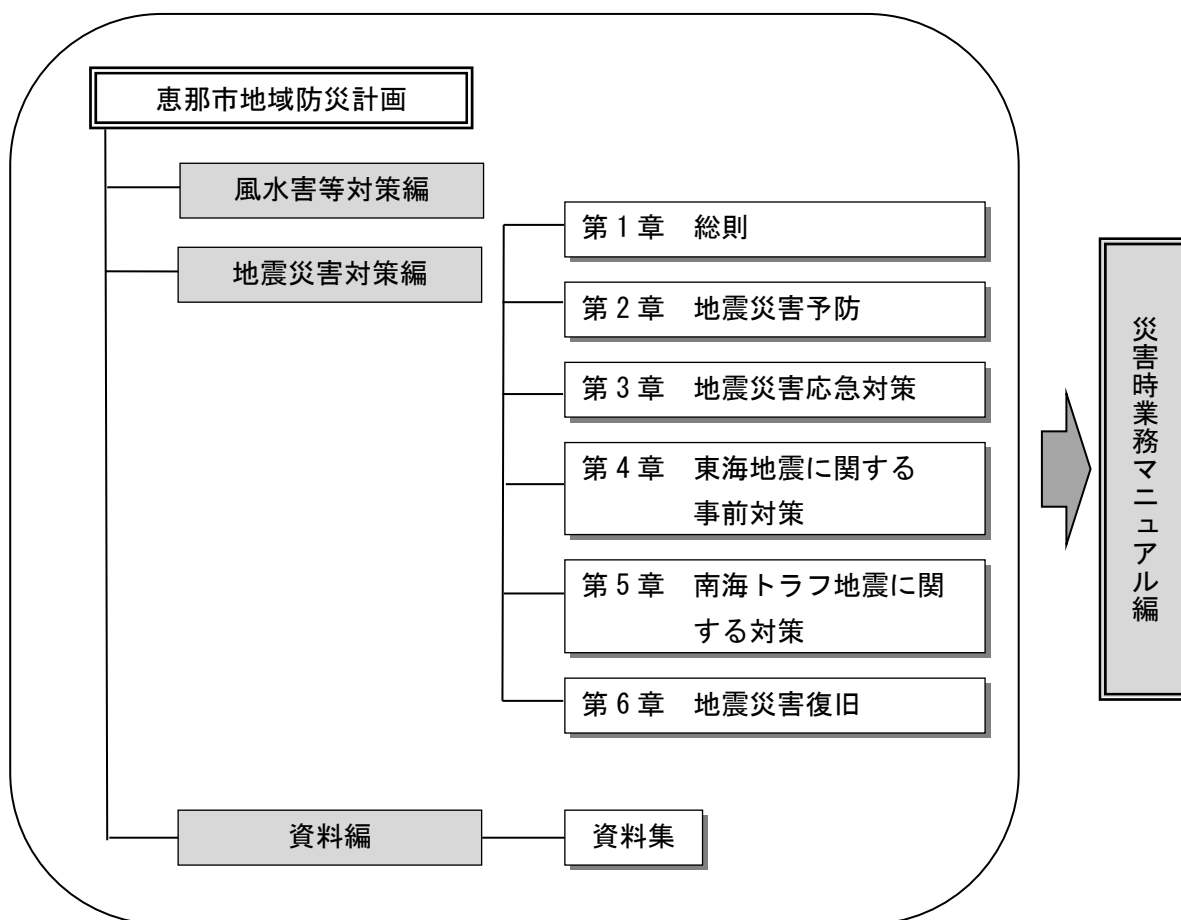 恵那市地域防災計画
風水害等対策編
地震災害対策編
第1章 総則
第2章 地震災害予防
第3章 地震災害応急対策
第4章 東海地震に関する
事前対策
第5章 南海トラフ地震に関
する対策
第6章 地震災害復旧
資料編
資料集
災害時業務マニュアル編